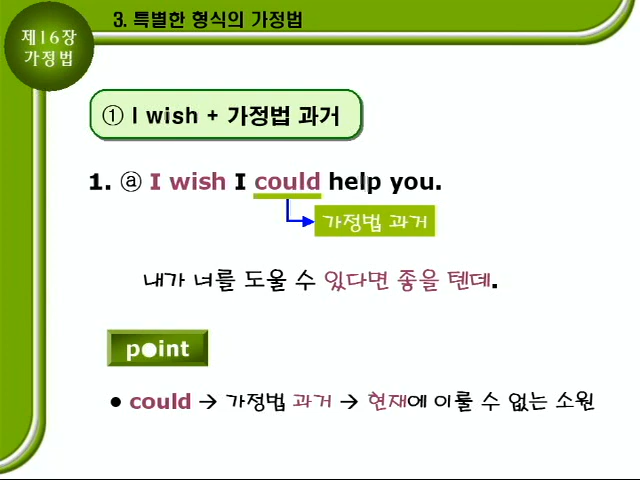 3. 특별한 형식의 가정법
제16장
가정법
① I wish + 가정법 과거
1. ⓐ I wish I could help you.
가정법 과거
내가 너를 도울 수 있다면 좋을 텐데.
point
● could → 가정법 과거 → 현재에 이룰 수 없는 소원